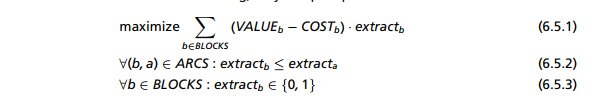 maximize ∑ (VALUE_b − COST_b) · extract_b (6.5.1)
b∈BLOCKS
∀(b, a) ∈ ARCS : extract_b ≤ extract_a (6.5.2)
∀b ∈ BLOCKS : extract_b ∈ {0, 1} (6.5.3)